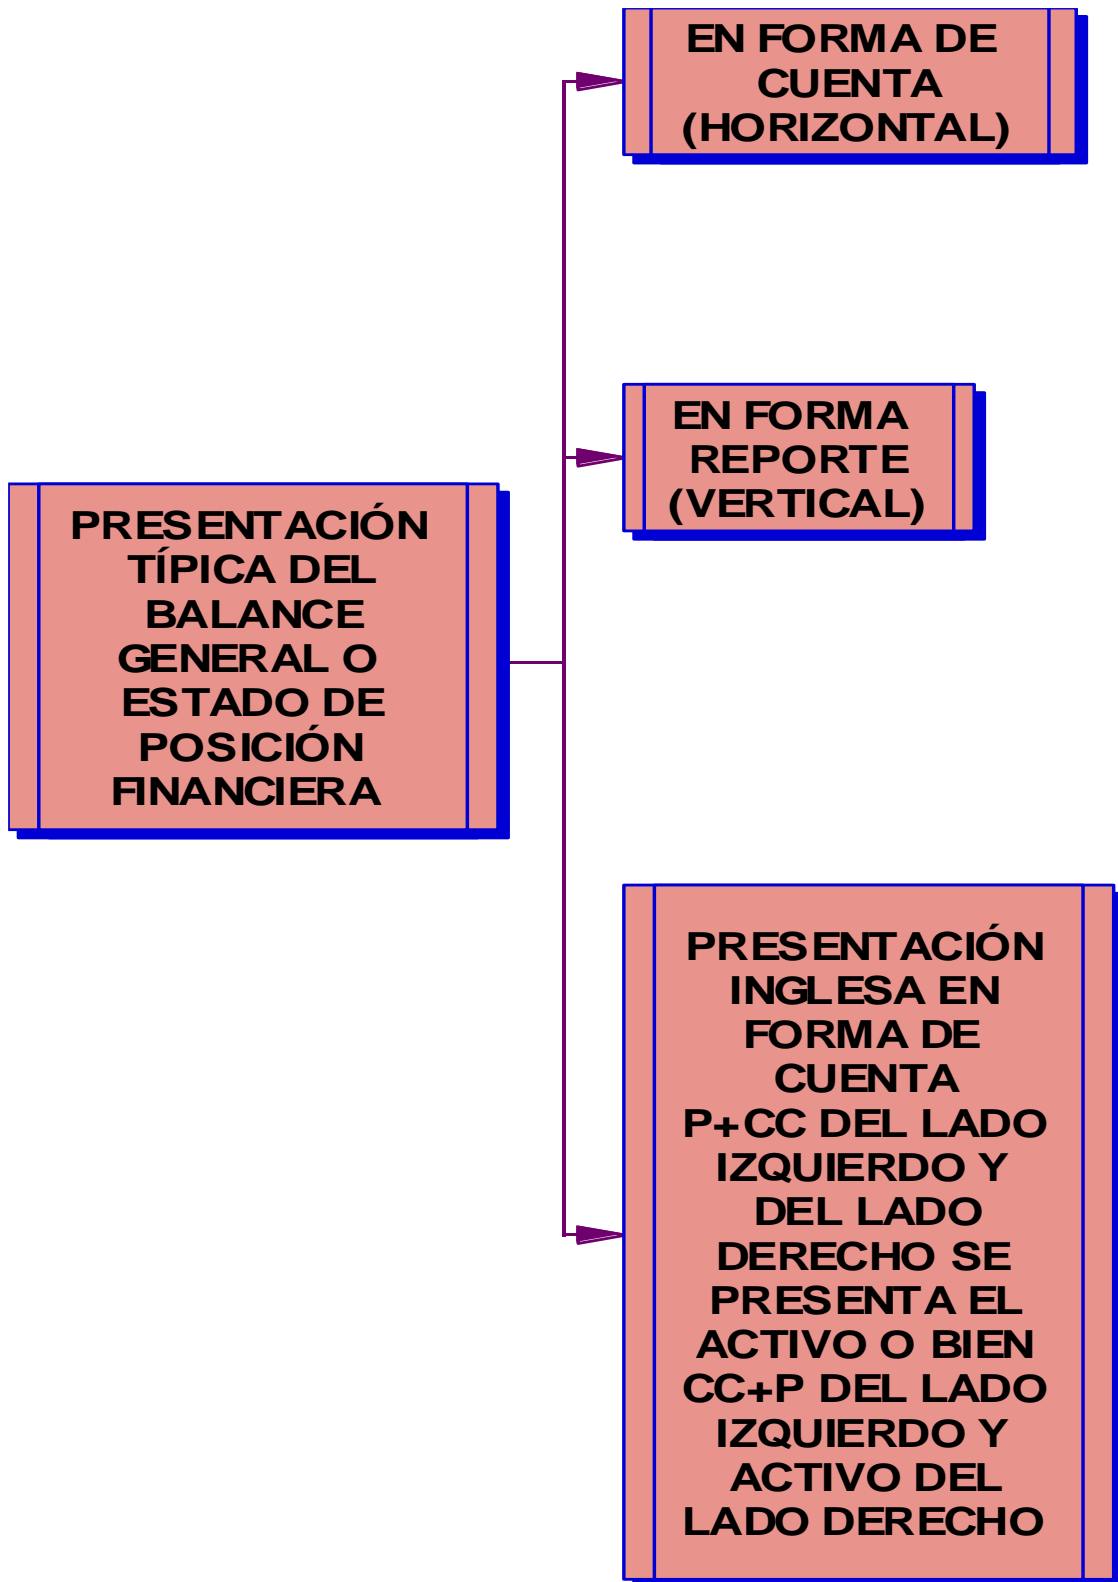 EN FORMA DE
CUENTA
(HORIZONTAL)
EN FORMA
REPORTE
(VERTICAL)
PRESENTACIÓN
TÍPICA DEL
BALANCE
GENERAL O
ESTADO DE
POSICIÓN
FINANCIERA
PRESENTACIÓN
INGLESA EN
FORMA DE
CUENTA
P+CC DEL LADO
IZQUIERDO Y
DEL LADO
DERECHO SE
PRESENTA EL
ACTIVO O BIEN
CC+P DEL LADO
IZQUIERDO Y
ACTIVO DEL
LADO DERECHO